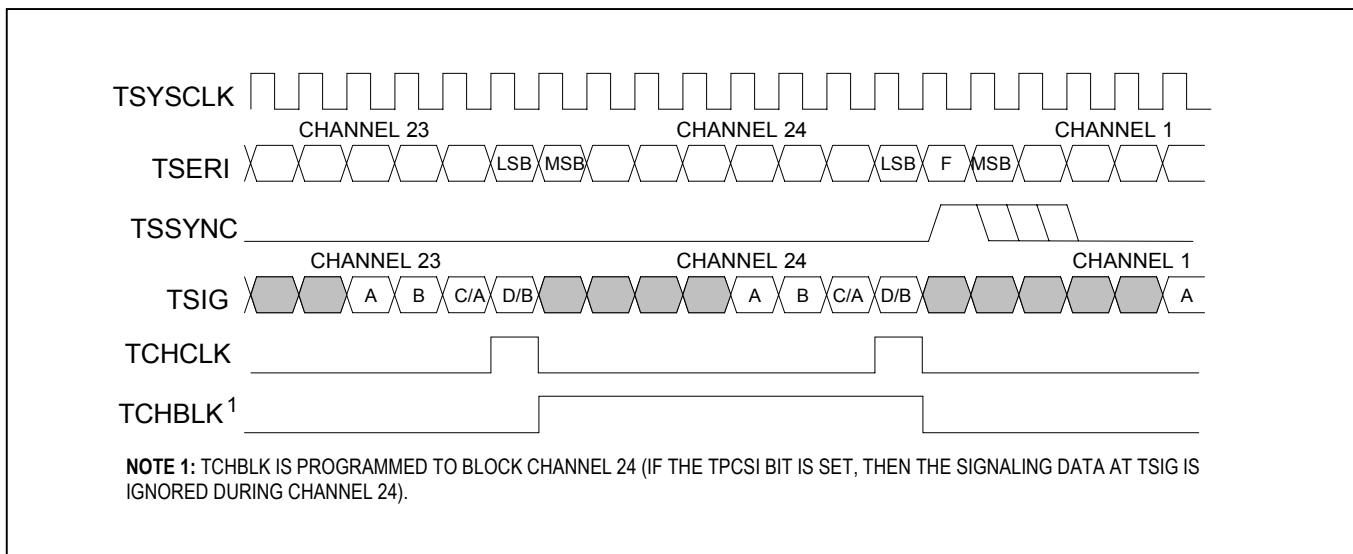 TSYSCLK
CHANNEL 23 CHANNEL 24 CHANNEL 1
TSERI LSB MSB LSB F MSB
TSSYNC
CHANNEL 23 CHANNEL 24 CHANNEL 1
TSIG A B C/A D/B A B C/A D/B A
TCHCLK
TCHBLK 1
NOTE 1: TCHBLK IS PROGRAMMED TO BLOCK CHANNEL 24 (IF THE TPCSI BIT IS SET, THEN THE SIGNALING DATA AT TSIG IS
IGNORED DURING CHANNEL 24).